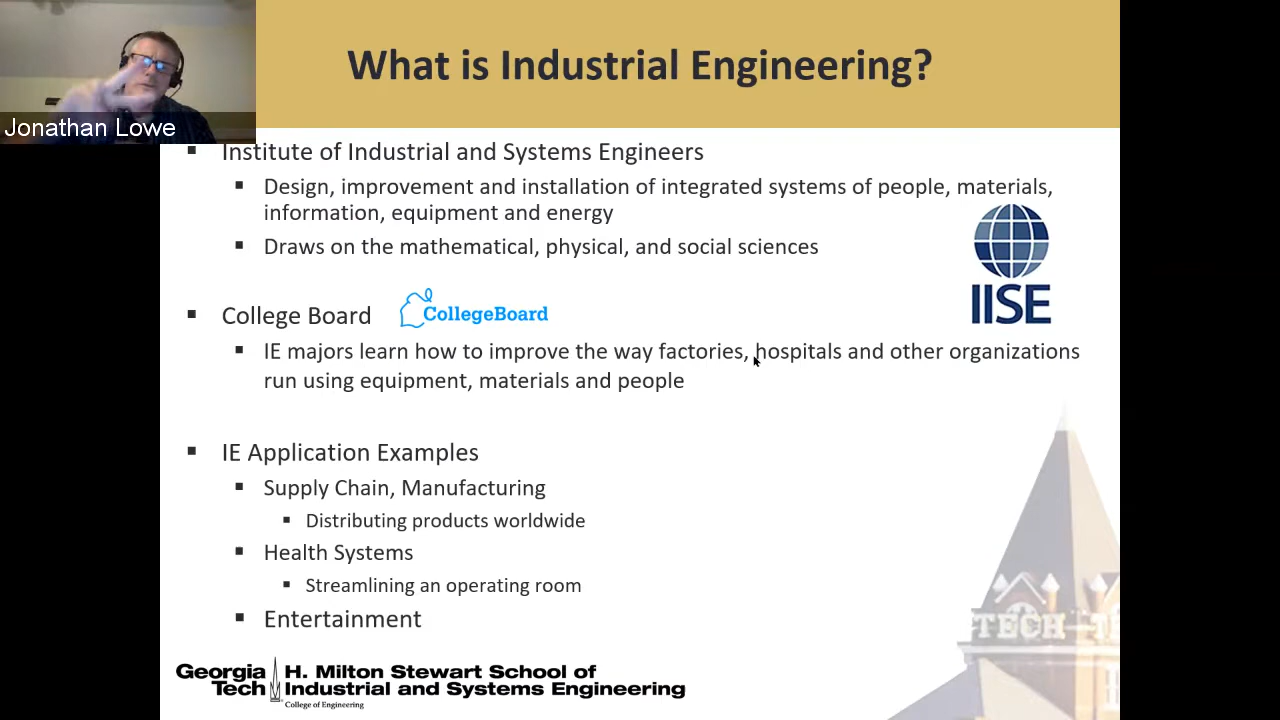 What is Industrial Engineering?
Jonathan Lowe
Institute of Industrial and Systems Engineers
Design, improvement and installation of integrated systems of people, materials,
information, equipment and energy
Draws on the mathematical, physical, and social sciences
IISE
College Board
CollegeBoard
IE majors learn how to improve the way factories, hospitals and other organizations
run using equipment, materials and people
IE Application Examples
Supply Chain, Manufacturing
Distributing products worldwide
Health Systems
Streamlining an operating room
Entertainment
TECH
Georgia
Tech
H. Milton Stewart School of
Industrial and Systems Engineering
College of Engineering